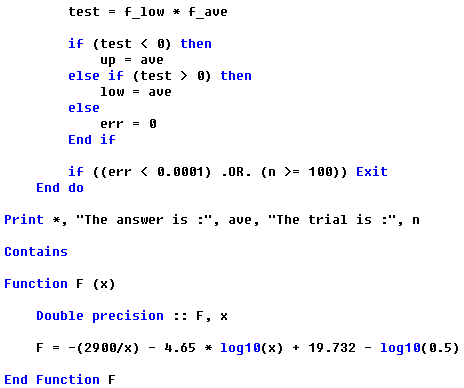 test = f_low * f_ave
if (test < 0) then
up = ave
else if (test > 0) then
low = ave
else
err = 0
End if
if ((err < 0.0001) .OR. (n >= 100)) Exit
End do
Print *, "The answer is :", ave, "The trial is :", n
Contains
Function F (x)
Double precision :: F, x
F = -(2900/x) - 4.65 * log10(x) + 19.732 - log10(0.5)
End Function F